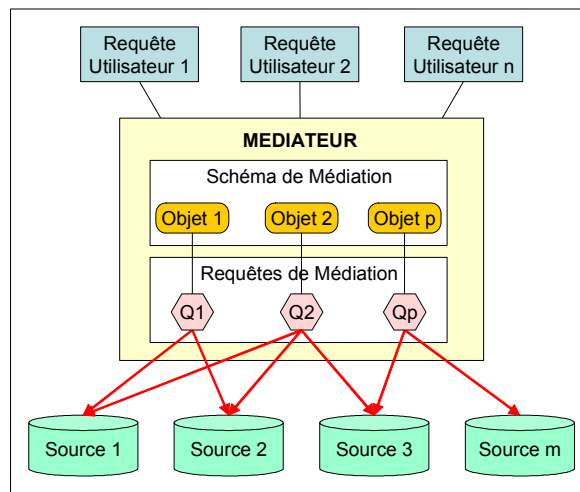 Requête
Utilisateur 1
Requête
Utilisateur 2
Requête
Utilisateur n
MEDIATEUR
Schéma de Médiation
Objet 1
Objet 2
Objet p
Requêtes de Médiation
Q1
Q2
Qp
Source 1
Source 2
Source 3
Source m